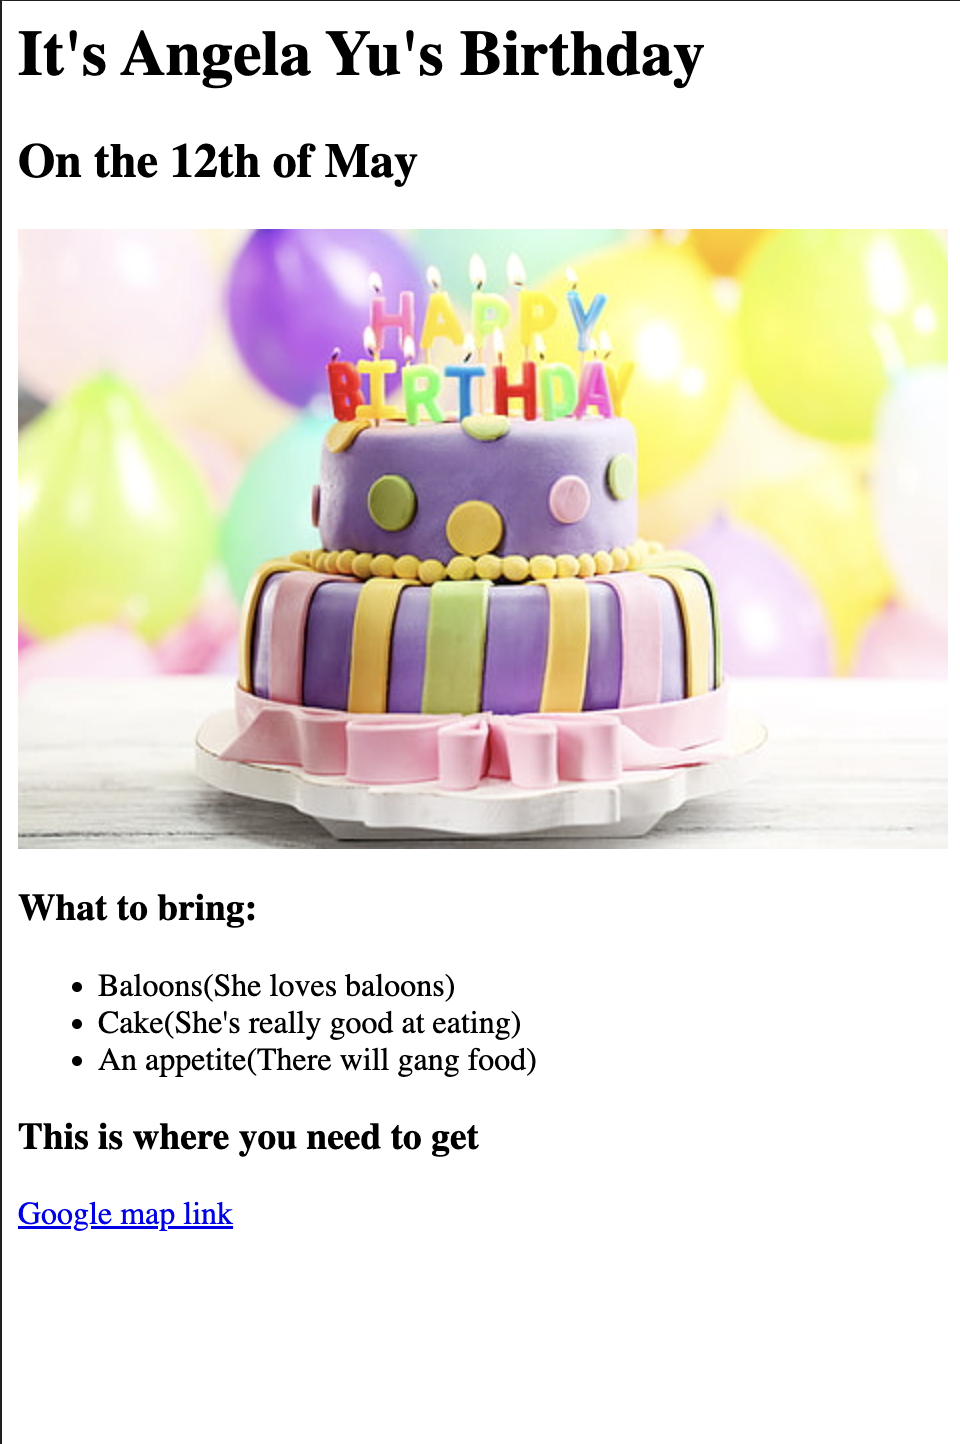 It's Angela Yu's Birthday
On the 12th of May
HAPPY
BIRTHDAY
What to bring:
Baloons(She loves baloons)
Cake(She's really good at eating)
An appetite(There will gang food)
This is where you need to get
Google map link